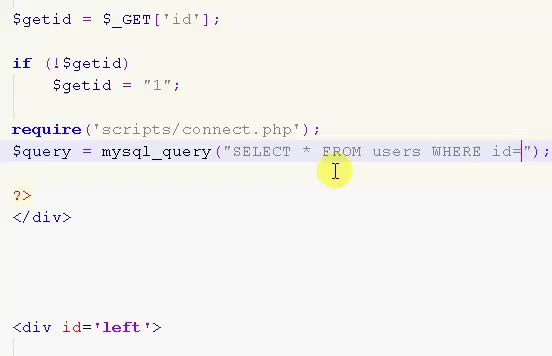 $getid = $_GET['id'];
if (!$getid)
$getid = "1";
require('scripts/connect.php');
$query = mysql_query("SELECT * FROM users WHERE id=");
?>
</div>
<div id='left'>